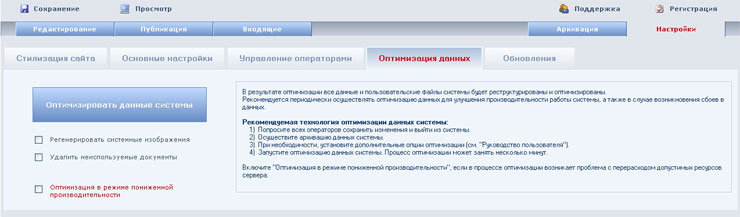 Сохранение
Просмотр
Поддержка
Регистрация
Редактирование
Публикация
Входящие
Архивация
Настройки
Стилизация сайта
Основные настройки
Управление операторами
Оптимизация данных
Обновления
Оптимизировать данные системы
Регенерировать системные изображения
Удалить неиспользуемые документы
Оптимизация в режиме пониженной
производительности
В результате оптимизации все данные и пользовательские Файлы системы будет реструктурированы и оптимизированы.
Рекомендуется периодически осуществлять оптимизацию данных для улучшения производительности работы системы, а также в случае возникновения сбоев в
данных.
Рекомендуемая технология оптимизации данных системы:
1) Попросите всех операторов сохранить изменения и выйти из системы.
2) Осуществите архивацию данных системы.
3) При необходимости, установите дополнительные опции оптимизации (см. "Руководство пользователя").
4) Запустите оптимизацию данных системы. Процесс оптимизации может занять несколько минут.
Включите "Оптимизация в режиме пониженной производительности", если в процессе оптимизации возникает проблема с перерасходом допустимых ресурсов
сервера.